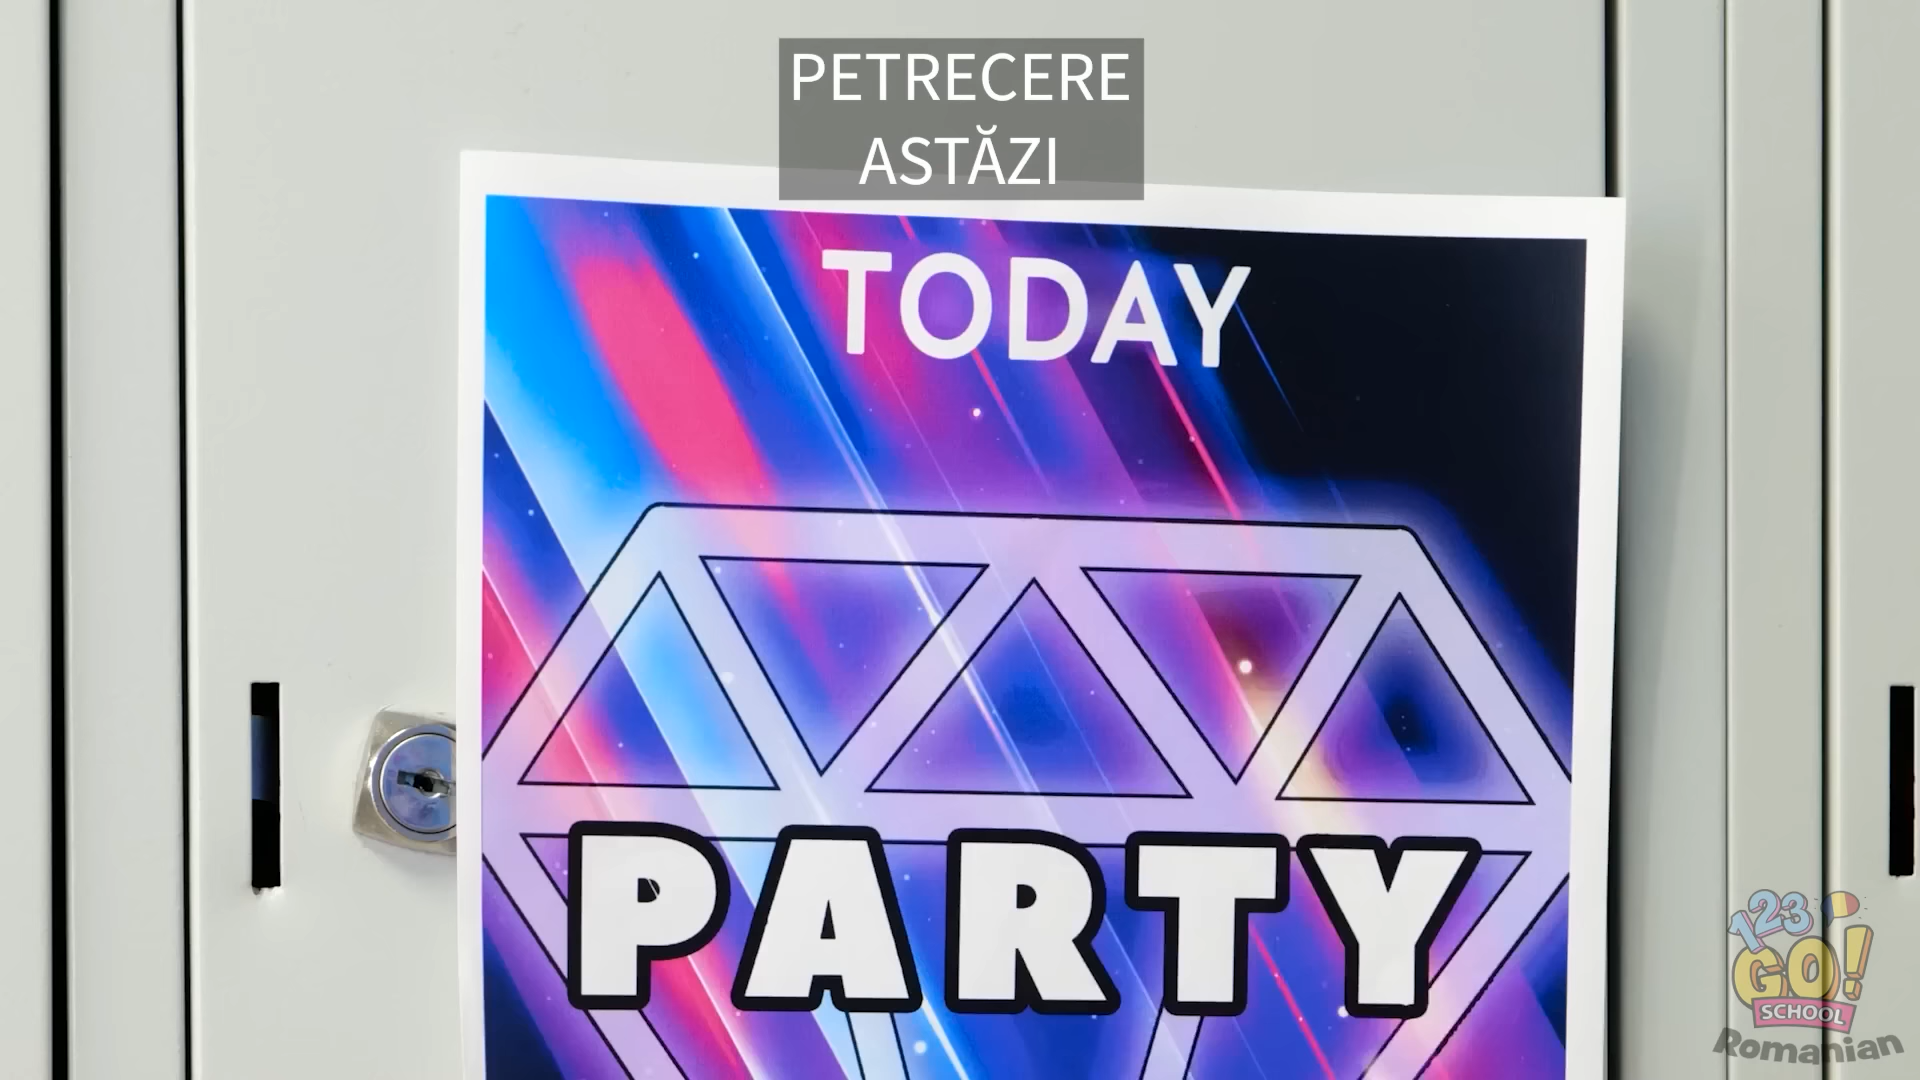 PETRECERE
ASTĂZI
TODAY
PARTY
123
GO!
SCHOOL
Romanian